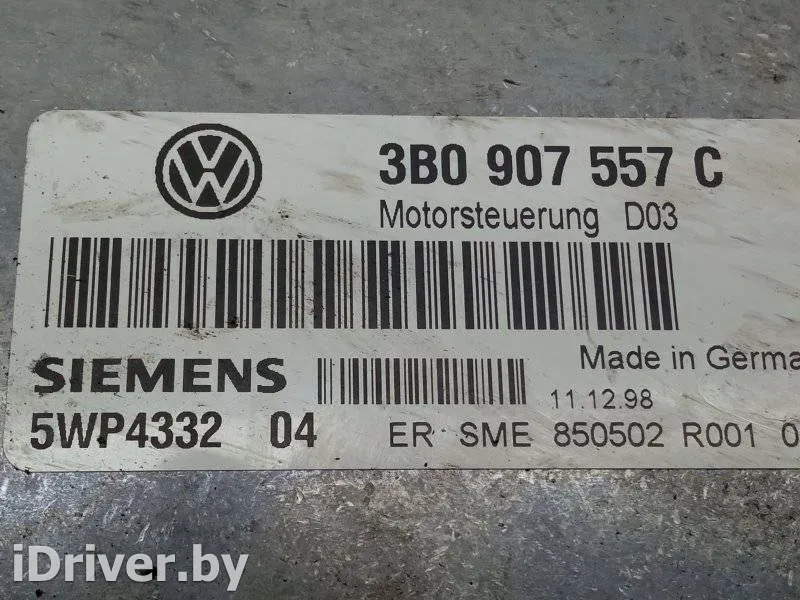 3B0 907 557 C
Motorsteuerung D03
Made in
SIEMENS
11.12.98
5WP4332 04 ER SME 850502 R001
iDriver.by